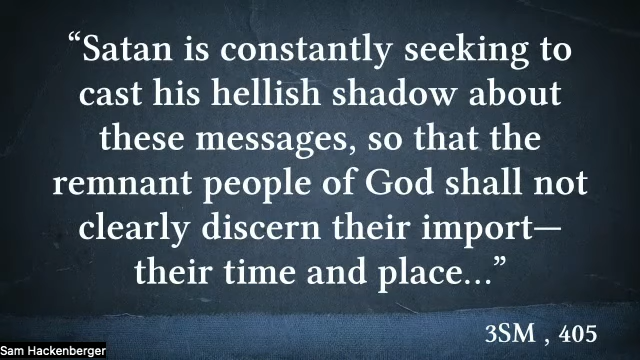 “Satan is constantly seeking to
cast his hellish shadow about
these messages, so that the
remnant people of God shall not
clearly discern their import—
their time and place...”
3SM , 405
Sam Hackenberger